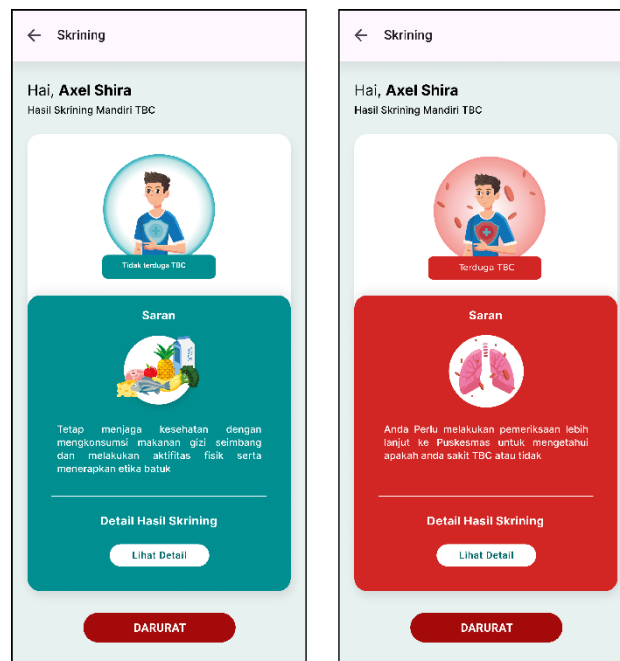 Skrining
Hai, Axel Shira
Hasil Skrining Mandiri TBC
Tidak terduga TBC
Saran
Tetap menjaga kesehatan dengan
mengkonsumsi makanan gizi seimbang
dan melakukan aktifitas fisik serta
menerapkan etika batuk
Detail Hasil Skrining
Lihat Detail
DARURAT
Skrining
Hai, Axel Shira
Hasil Skrining Mandiri TBC
Terduga TBC
Saran
Anda Perlu melakukan pemeriksaan lebih
lanjut ke Puskesmas untuk mengetahui
apakah anda sakit TBC atau tidak
Detail Hasil Skrining
Lihat Detail
DARURAT